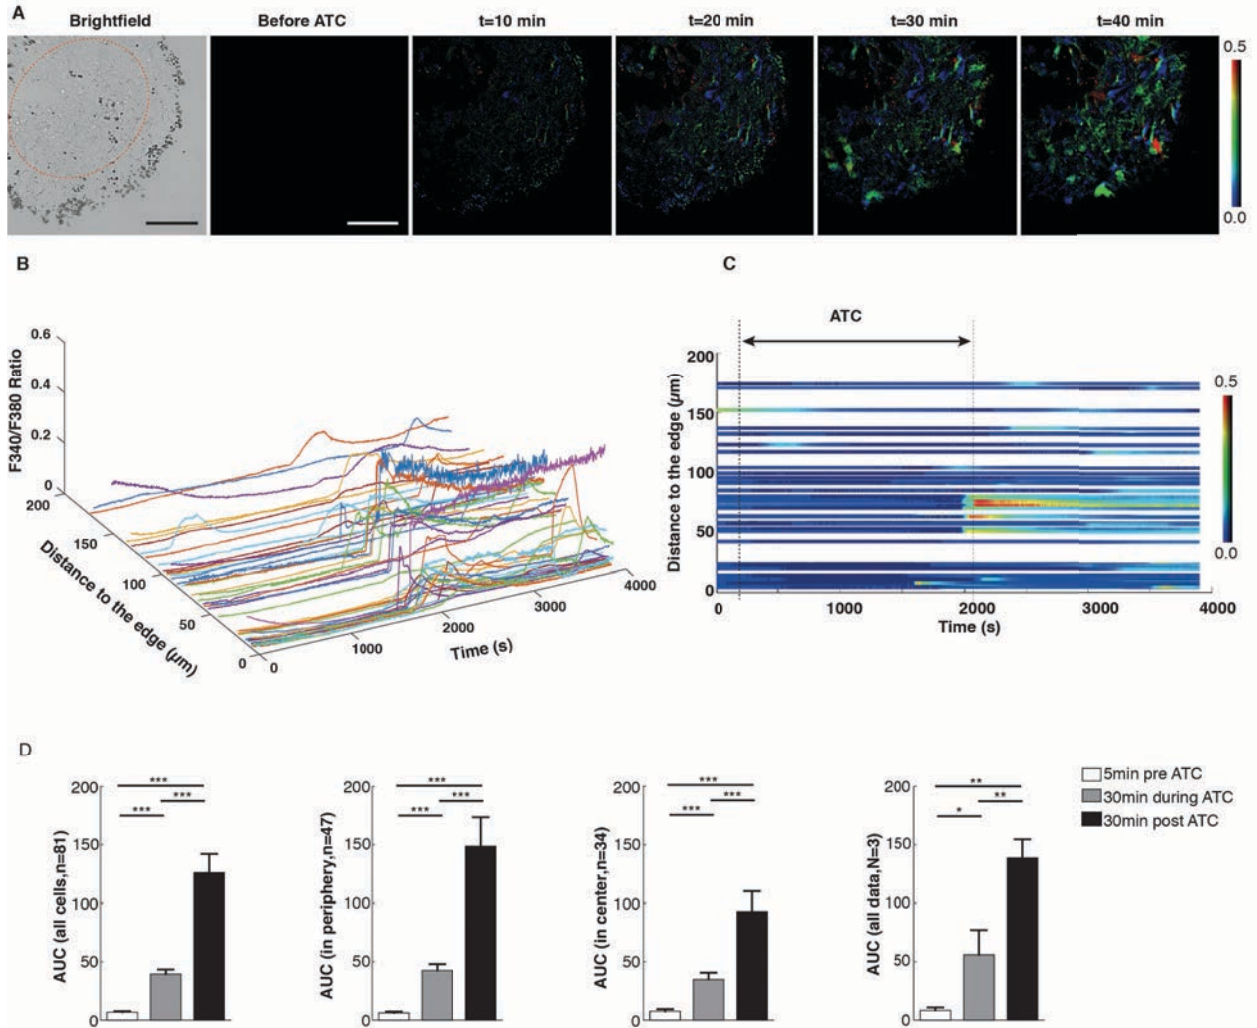 A
Brightfield
Before ATC
t=10 min
t=20 min
t=30 min
t=40 min
0.5
0.0
B
F340/F380 Ratio
0.6
0.4
0.2
0
200
150
100
50
0
Distance to the edge (µm)
0
1000
2000
3000
4000
Time (s)
C
ATC
Distance to the edge (µm)
200
150
100
50
0
0
1000
2000
3000
4000
Time (s)
0.5
0.0
D
AUC (all cells,n=81)
200
150
100
50
0
***
***
***
AUC (in periphery,n=47)
200
150
100
50
0
***
***
***
AUC (in center,n=34)
200
150
100
50
0
***
***
***
AUC (all data,N=3)
200
150
100
50
0
**
**
*
5min pre ATC
30min during ATC
30min post ATC